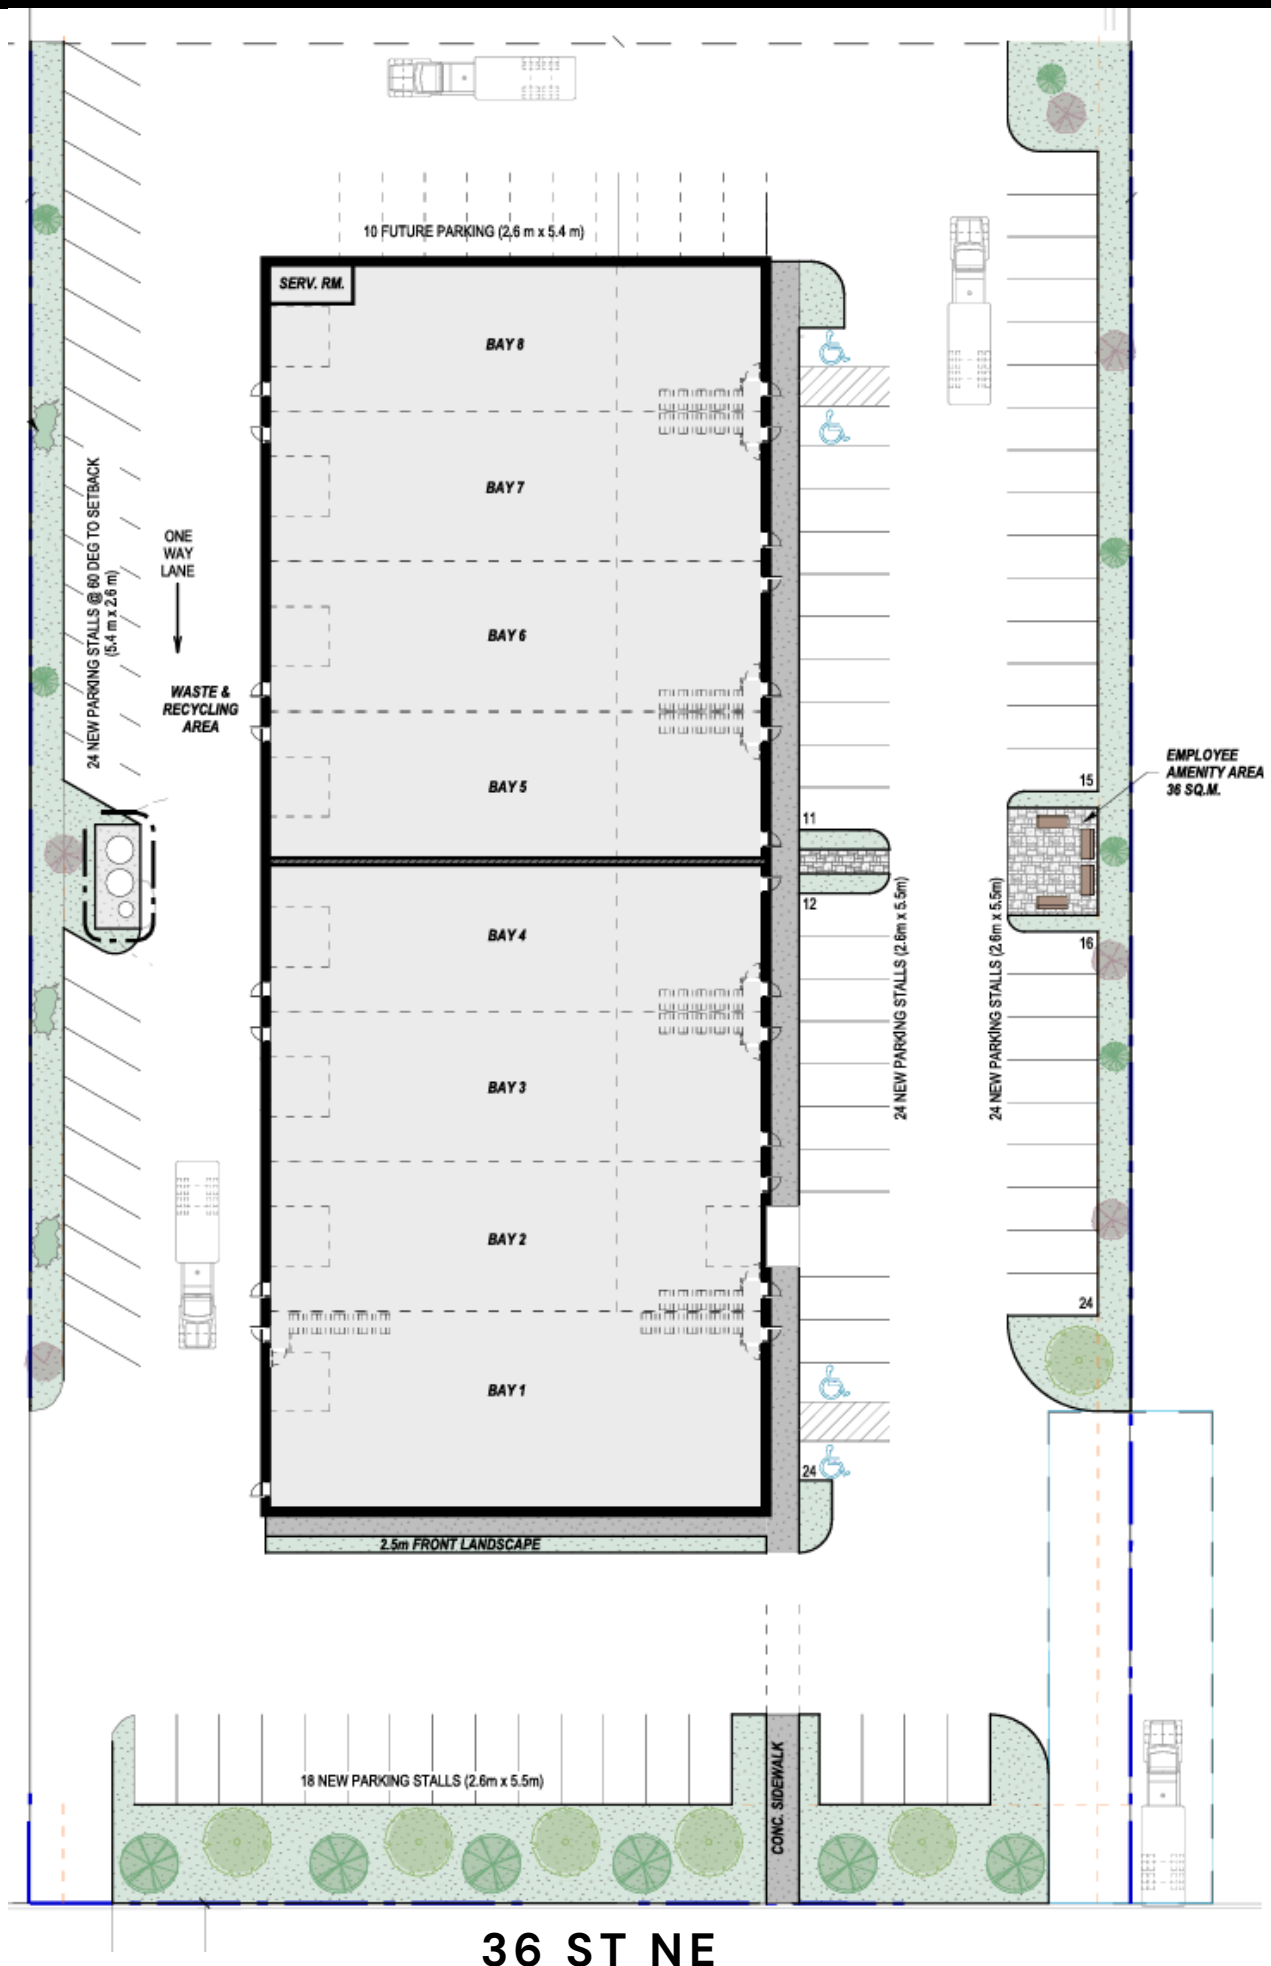 10 FUTURE PARKING (2.6 m x 5.4 m)
SERV. RM.
BAY 8
BAY 7
24 NEW PARKING STALLS @ 60 DEG TO SETBACK
(5.4 m x 2.6 m)
ONE
WAY
LANE
BAY 6
WASTE &
RECYCLING
AREA
BAY 5
EMPLOYEE
AMENITY AREA
36 SQ.M.
15
11
12
24 NEW PARKING STALLS (2.6m x 5.5m)
24 NEW PARKING STALLS (2.6m x 5.5m)
BAY 4
16
BAY 3
BAY 2
24
BAY 1
24
2.5m FRONT LANDSCAPE
18 NEW PARKING STALLS (2.6m x 5.5m)
CONC. SIDEWALK
36 ST NE